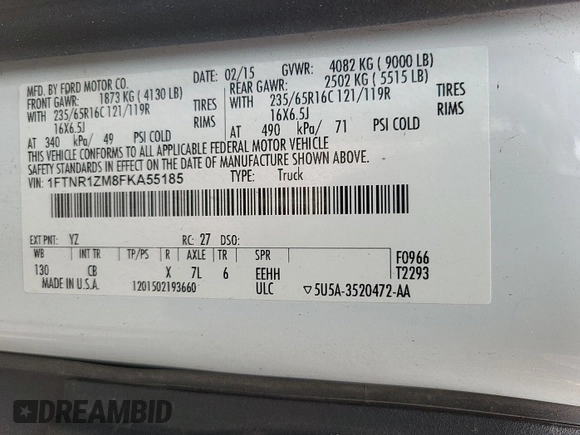 MFD. BY FORD MOTOR CO.
DATE: 02/15 GVWR: 4082 KG ( 9000 LB)
FRONT GAWR: 1873 KG ( 4130 LB)
REAR GAWR: 2502 KG ( 5515 LB)
WITH 235/65R16C 121/119R TIRES
WITH 235/65R16C 121/119R TIRES
16X6.5J RIMS
16X6.5J RIMS
AT 340 kPa/ 49 PSI COLD
AT 490 kPa/ 71 PSI COLD
THIS VEHICLE CONFORMS TO ALL APPLICABLE FEDERAL MOTOR VEHICLE
SAFETY STANDARDS IN EFFECT ON THE DATE OF MANUFACTURE SHOWN ABOVE.
VIN: 1FTNR1ZM8FKA55185 TYPE: Truck
EXT PNT: YZ RC: 27 DSO:
WB INT TR TP/PS R AXLE TR SPR F0966
130 CB X 7L 6 EEHH T2293
MADE IN U.S.A. 1201502193660 ULC ▽5U5A-3520472-AA
DREAMBID